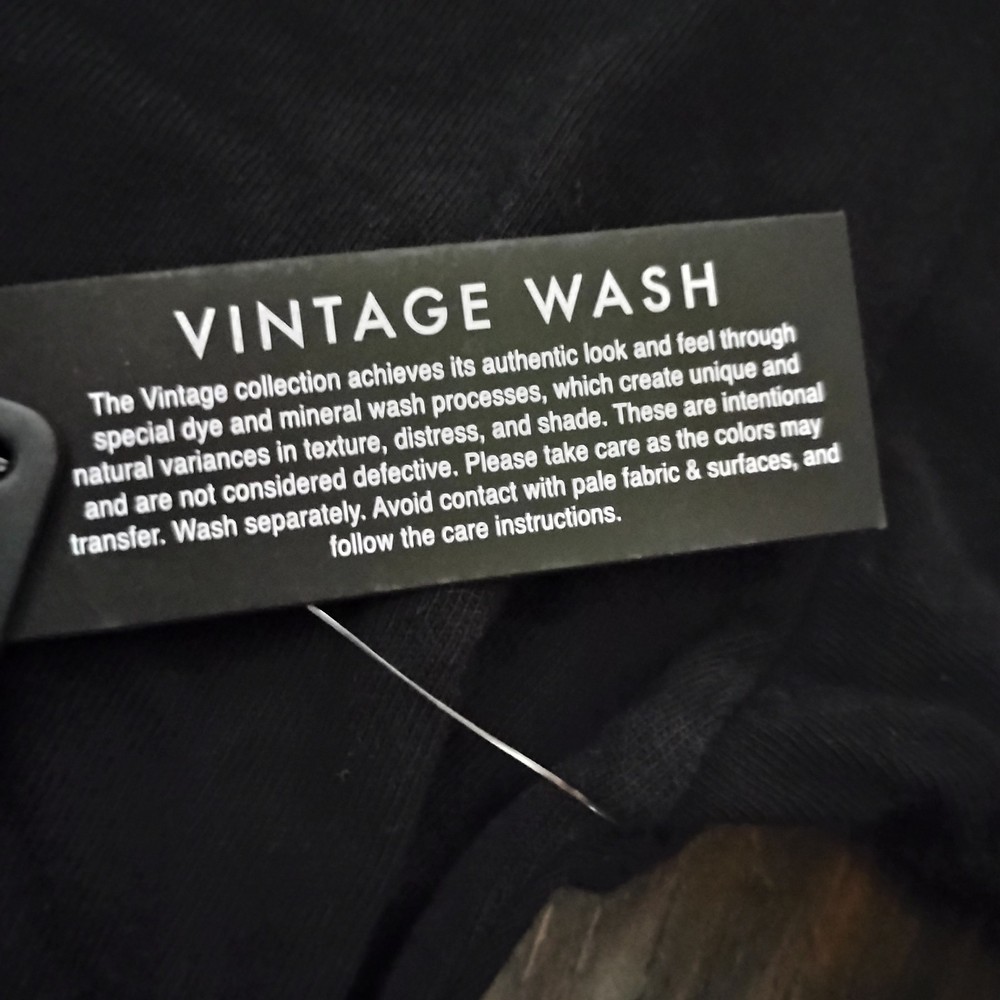 VINTAGE WASH
The Vintage collection achieves its authentic look and feel through
special dye and mineral wash processes, which create unique and
natural variances in texture, distress, and shade. These are intentional
and are not considered defective. Please take care as the colors may
transfer. Wash separately. Avoid contact with pale fabric & surfaces, and
follow the care instructions.